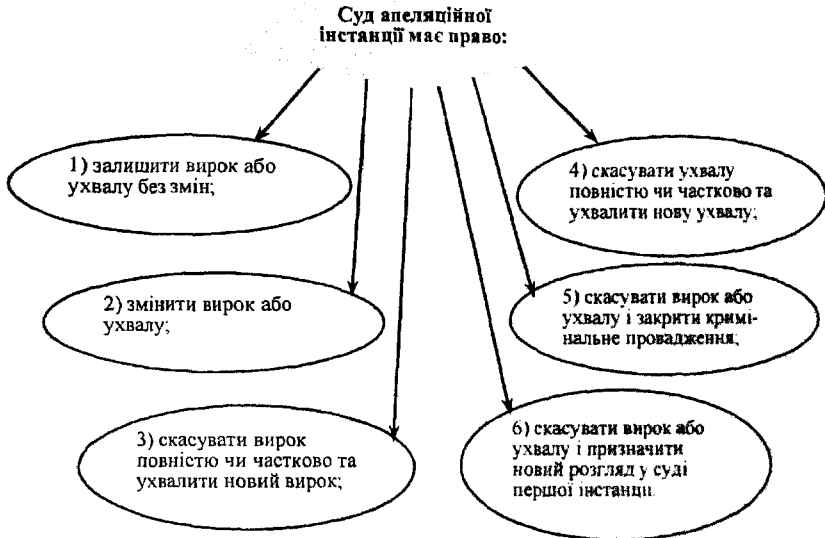 Суд апеляційної
інстанції має право:
1) залишити вирок або
ухвалу без змін;
2) змінити вирок або
ухвалу;
3) скасувати вирок
повністю чи частково та
ухвалити новий вирок;
4) скасувати ухвалу
повністю чи частково та
ухвалити нову ухвалу;
5) скасувати вирок або
ухвалу і закрити кримі-
нальне провадження;
6) скасувати вирок або
ухвалу і призначити
новий розгляд у суді
першої інстанції.